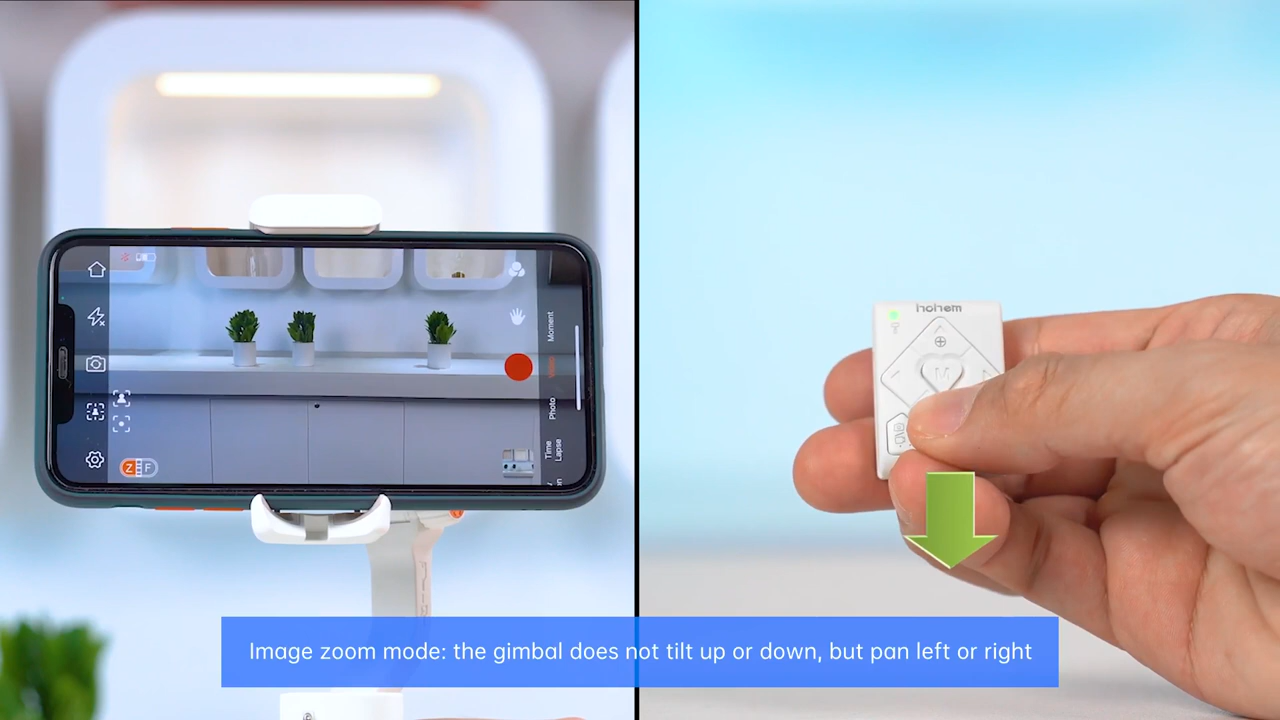 Moment
Video
Photo
Time
Lapse
Z
F
hohem
M
Image zoom mode: the gimbal does not tilt up or down, but pan left or right